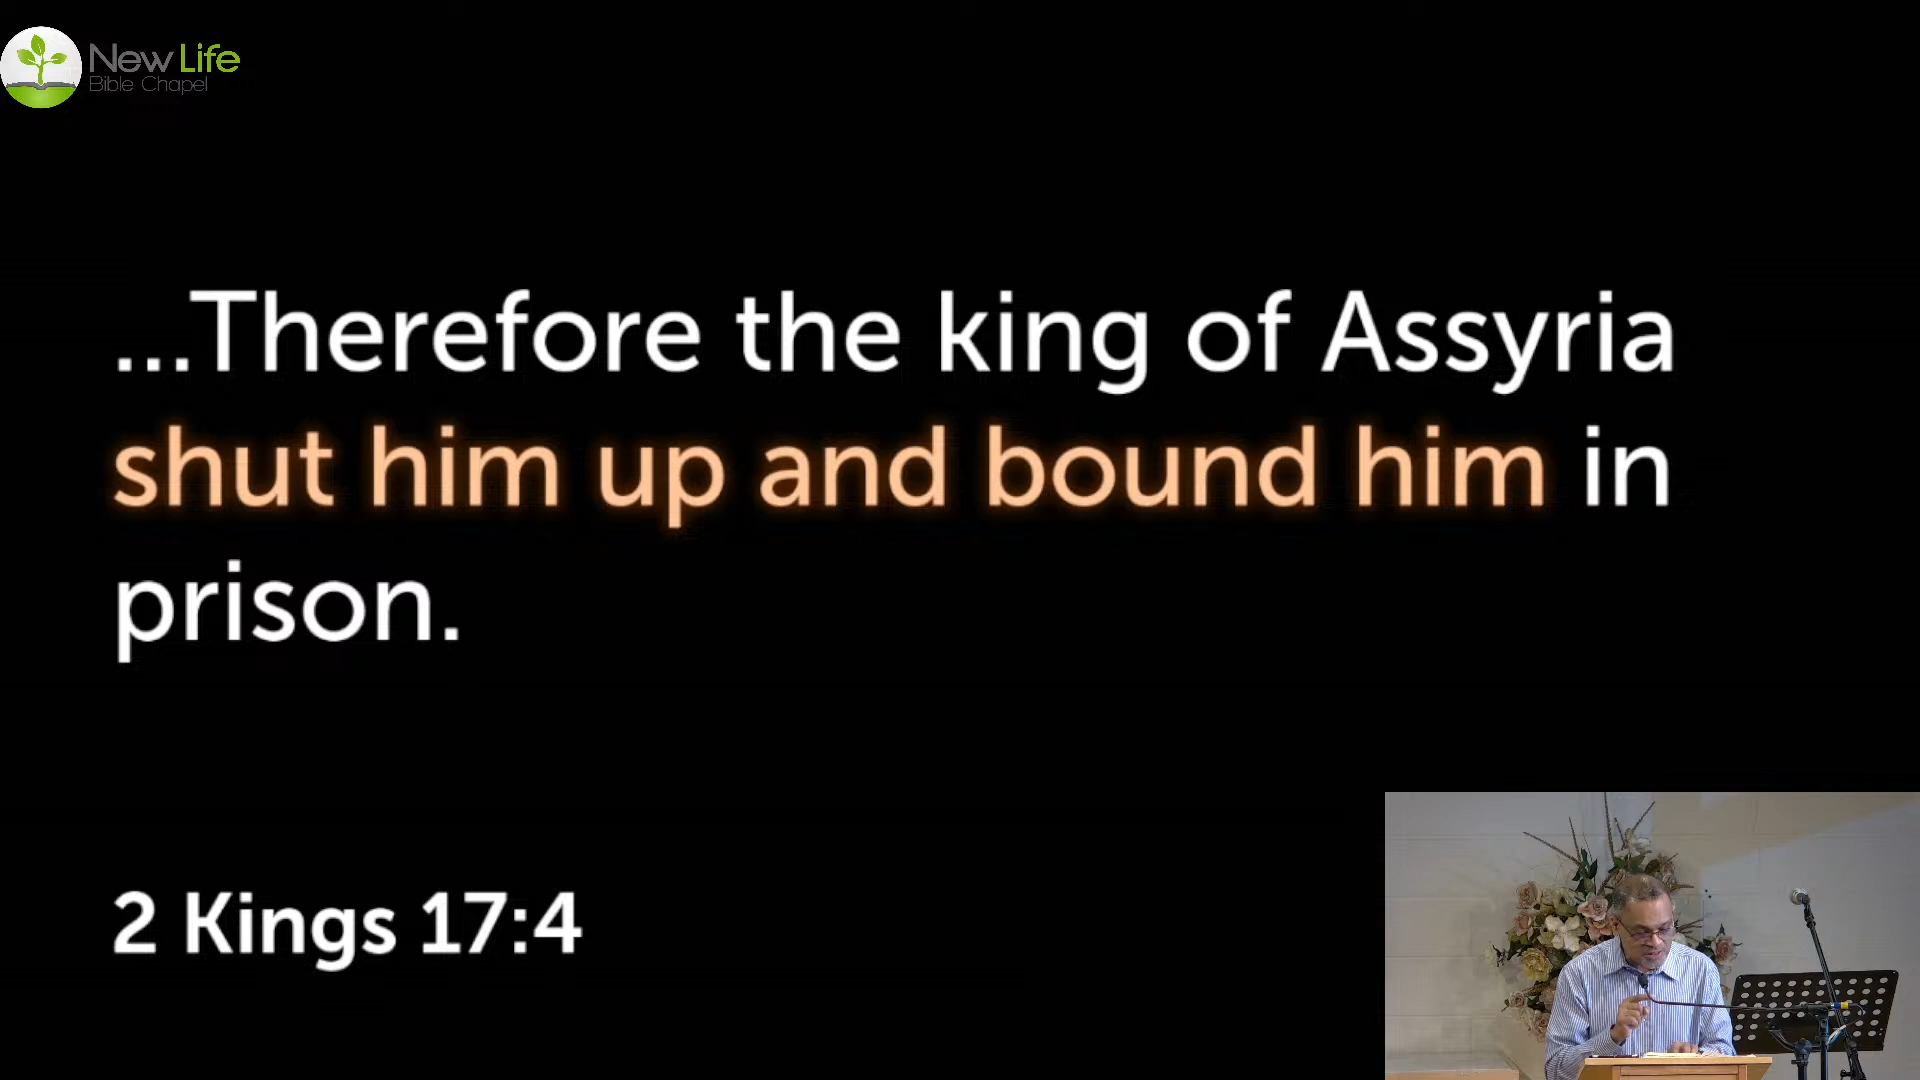 New Life
Bible Chapel
...Therefore the king of Assyria
shut him up and bound him in
prison.
2 Kings 17:4